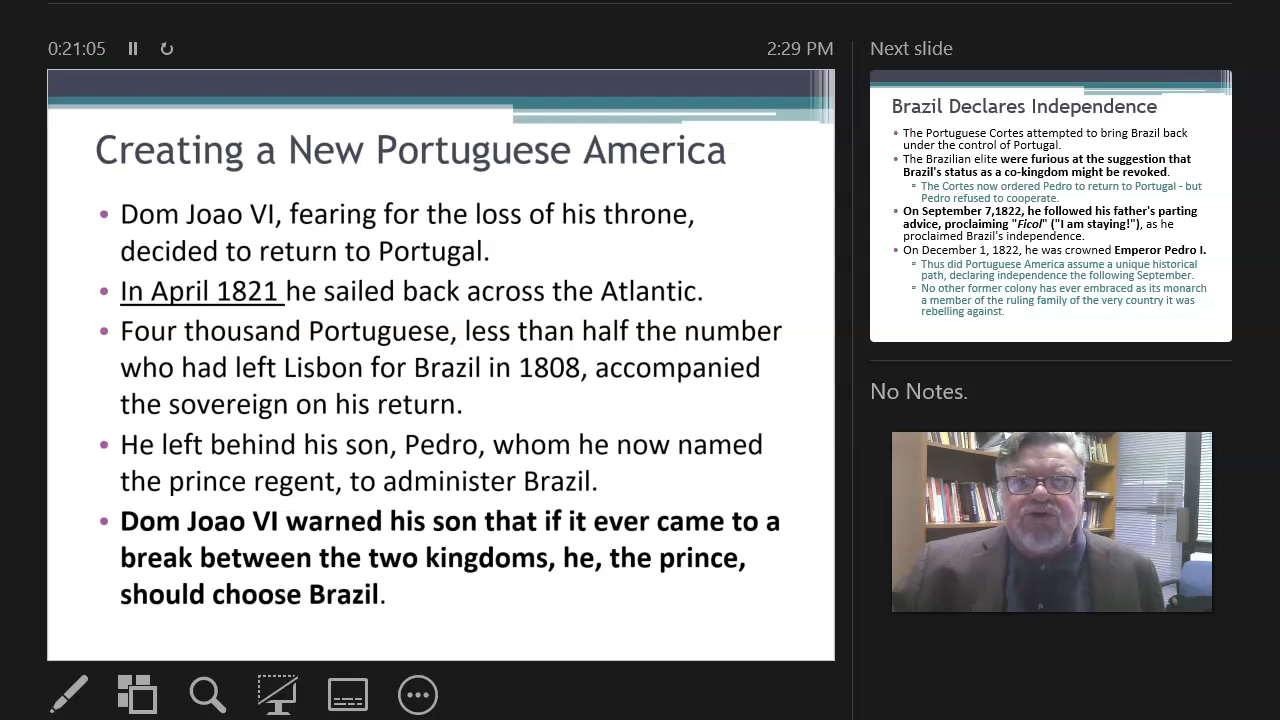 0:21:05
2:29 PM
Next slide
Creating a New Portuguese America
• Dom Joao VI, fearing for the loss of his throne,
decided to return to Portugal.
• In April 1821 he sailed back across the Atlantic.
• Four thousand Portuguese, less than half the number
who had left Lisbon for Brazil in 1808, accompanied
the sovereign on his return.
• He left behind his son, Pedro, whom he now named
the prince regent, to administer Brazil.
• Dom Joao VI warned his son that if it ever came to a
break between the two kingdoms, he, the prince,
should choose Brazil.
Brazil Declares Independence
• The Portuguese Cortes attempted to bring Brazil back
under the control of Portugal.
• The Brazilian elite were furious at the suggestion that
Brazil's status as a co-kingdom might be revoked.
▫ The Cortes now ordered Pedro to return to Portugal - but
Pedro refused to cooperate.
• On September 7,1822, he followed his father's parting
advice, proclaiming "Fico!" ("I am staying!"), as he
proclaimed Brazil's independence.
• On December 1, 1822, he was crowned Emperor Pedro I.
▫ Thus did Portuguese America assume a unique historical
path, declaring independence the following September.
▫ No other former colony has ever embraced as its monarch
a member of the ruling family of the very country it was
rebelling against.
No Notes.